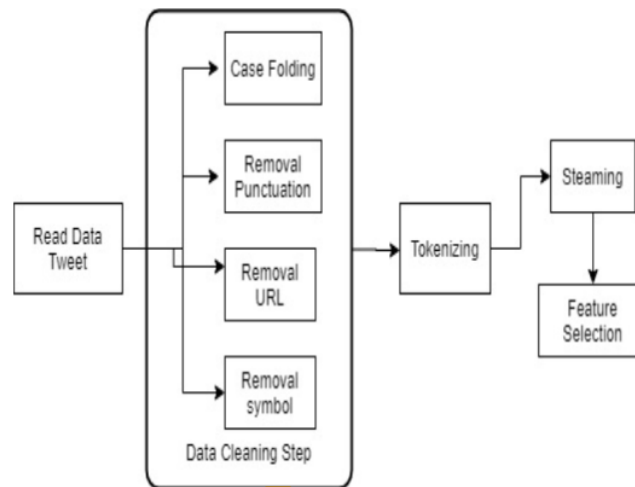 Read Data
Tweet
Case Folding
Removal
Punctuation
Removal
URL
Removal
symbol
Data Cleaning Step
Tokenizing
Steaming
Feature
Selection